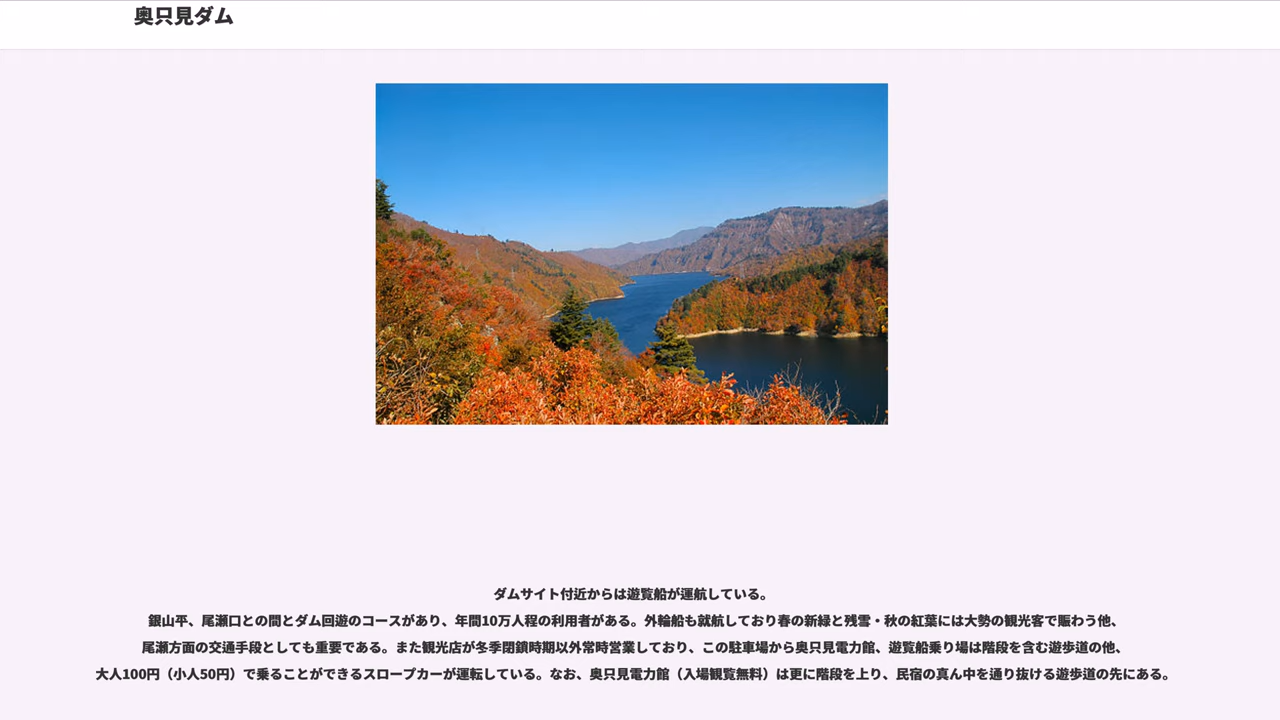 奥只見ダム
ダムサイト付近からは遊覧船が運航している。
銀山平、尾瀬口との間とダム回遊のコースがあり、年間10万人程の利用者がある。外輪船も就航しており春の新緑と残雪・秋の紅葉には大勢の観光客で賑わう他、
尾瀬方面の交通手段としても重要である。また観光店が冬季閉鎖時期以外常時営業しており、この駐車場から奥只見電力館、遊覧船乗り場は階段を含む遊歩道の他、
大人100円（小人50円）で乗ることができるスロープカーが運転している。なお、奥只見電力館（入場観覧無料）は更に階段を上り、民宿の真ん中を通り抜ける遊歩道の先にある。